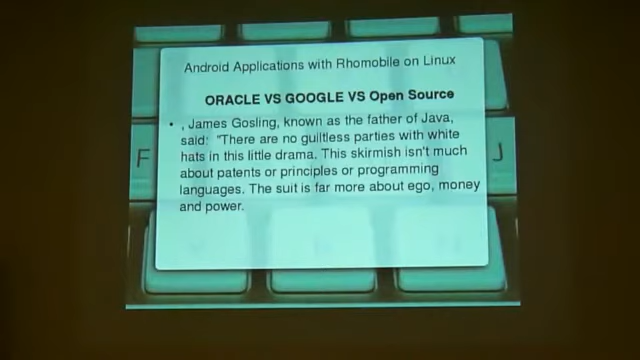 Android Applications with Rhomobile on Linux
ORACLE VS GOOGLE VS Open Source
• , James Gosling, known as the father of Java,
said: "There are no guiltless parties with white
hats in this little drama. This skirmish isn't much
about patents or principles or programming
languages. The suit is far more about ego, money
and power.
F
J